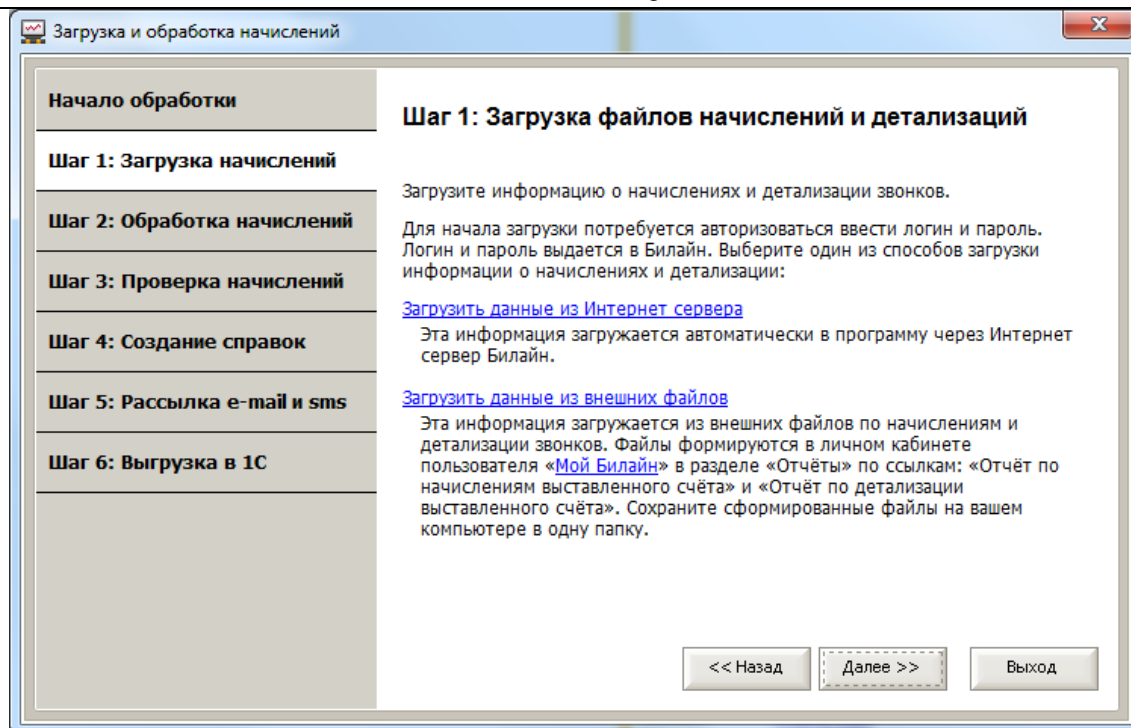 Загрузка и обработка начислений
Начало обработки
Шаг 1: Загрузка начислений
Шаг 2: Обработка начислений
Шаг 3: Проверка начислений
Шаг 4: Создание справок
Шаг 5: Рассылка e-mail и sms
Шаг 6: Выгрузка в 1С
Шаг 1: Загрузка файлов начислений и детализаций
Загрузите информацию о начислениях и детализации звонков.
Для начала загрузки потребуется авторизоваться ввести логин и пароль.
Логин и пароль выдается в Билайн. Выберите один из способов загрузки
информации о начислениях и детализации:
Загрузить данные из Интернет сервера
Эта информация загружается автоматически в программу через Интернет
сервер Билайн.
Загрузить данные из внешних файлов
Эта информация загружается из внешних файлов по начислениям и
детализации звонков. Файлы формируются в личном кабинете
пользователя «Мой Билайн» в разделе «Отчёты» по ссылкам: «Отчёт по
начислениям выставленного счёта» и «Отчёт по детализации
выставленного счёта». Сохраните сформированные файлы на вашем
компьютере в одну папку.
<< Назад
Далее >>
Выход